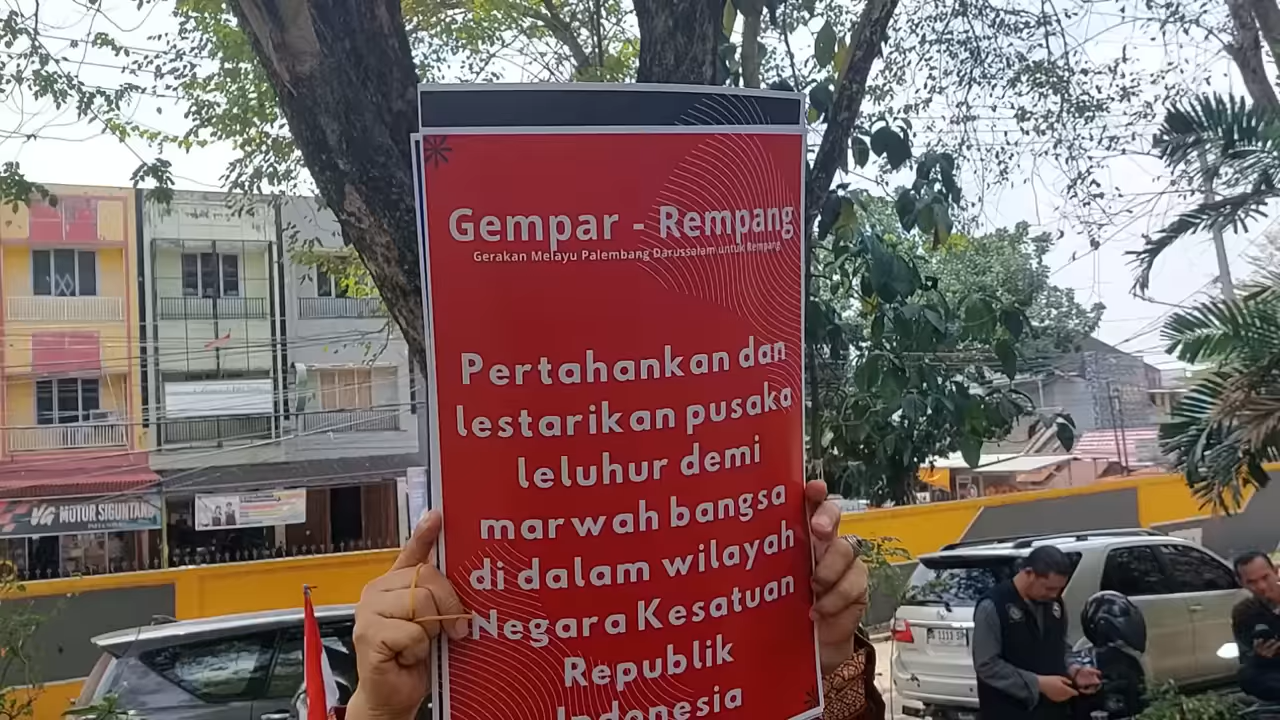 Gempar - Rempang
Gerakan Melayu Palembang Darussalam untuk Rempang
Pertahankan dan
lestarikan pusaka
leluhur demi
marwah bangsa
di dalam wilayah
Negara Kesatuan
Republik
Indonesia
MOTOR SIGUNTANG